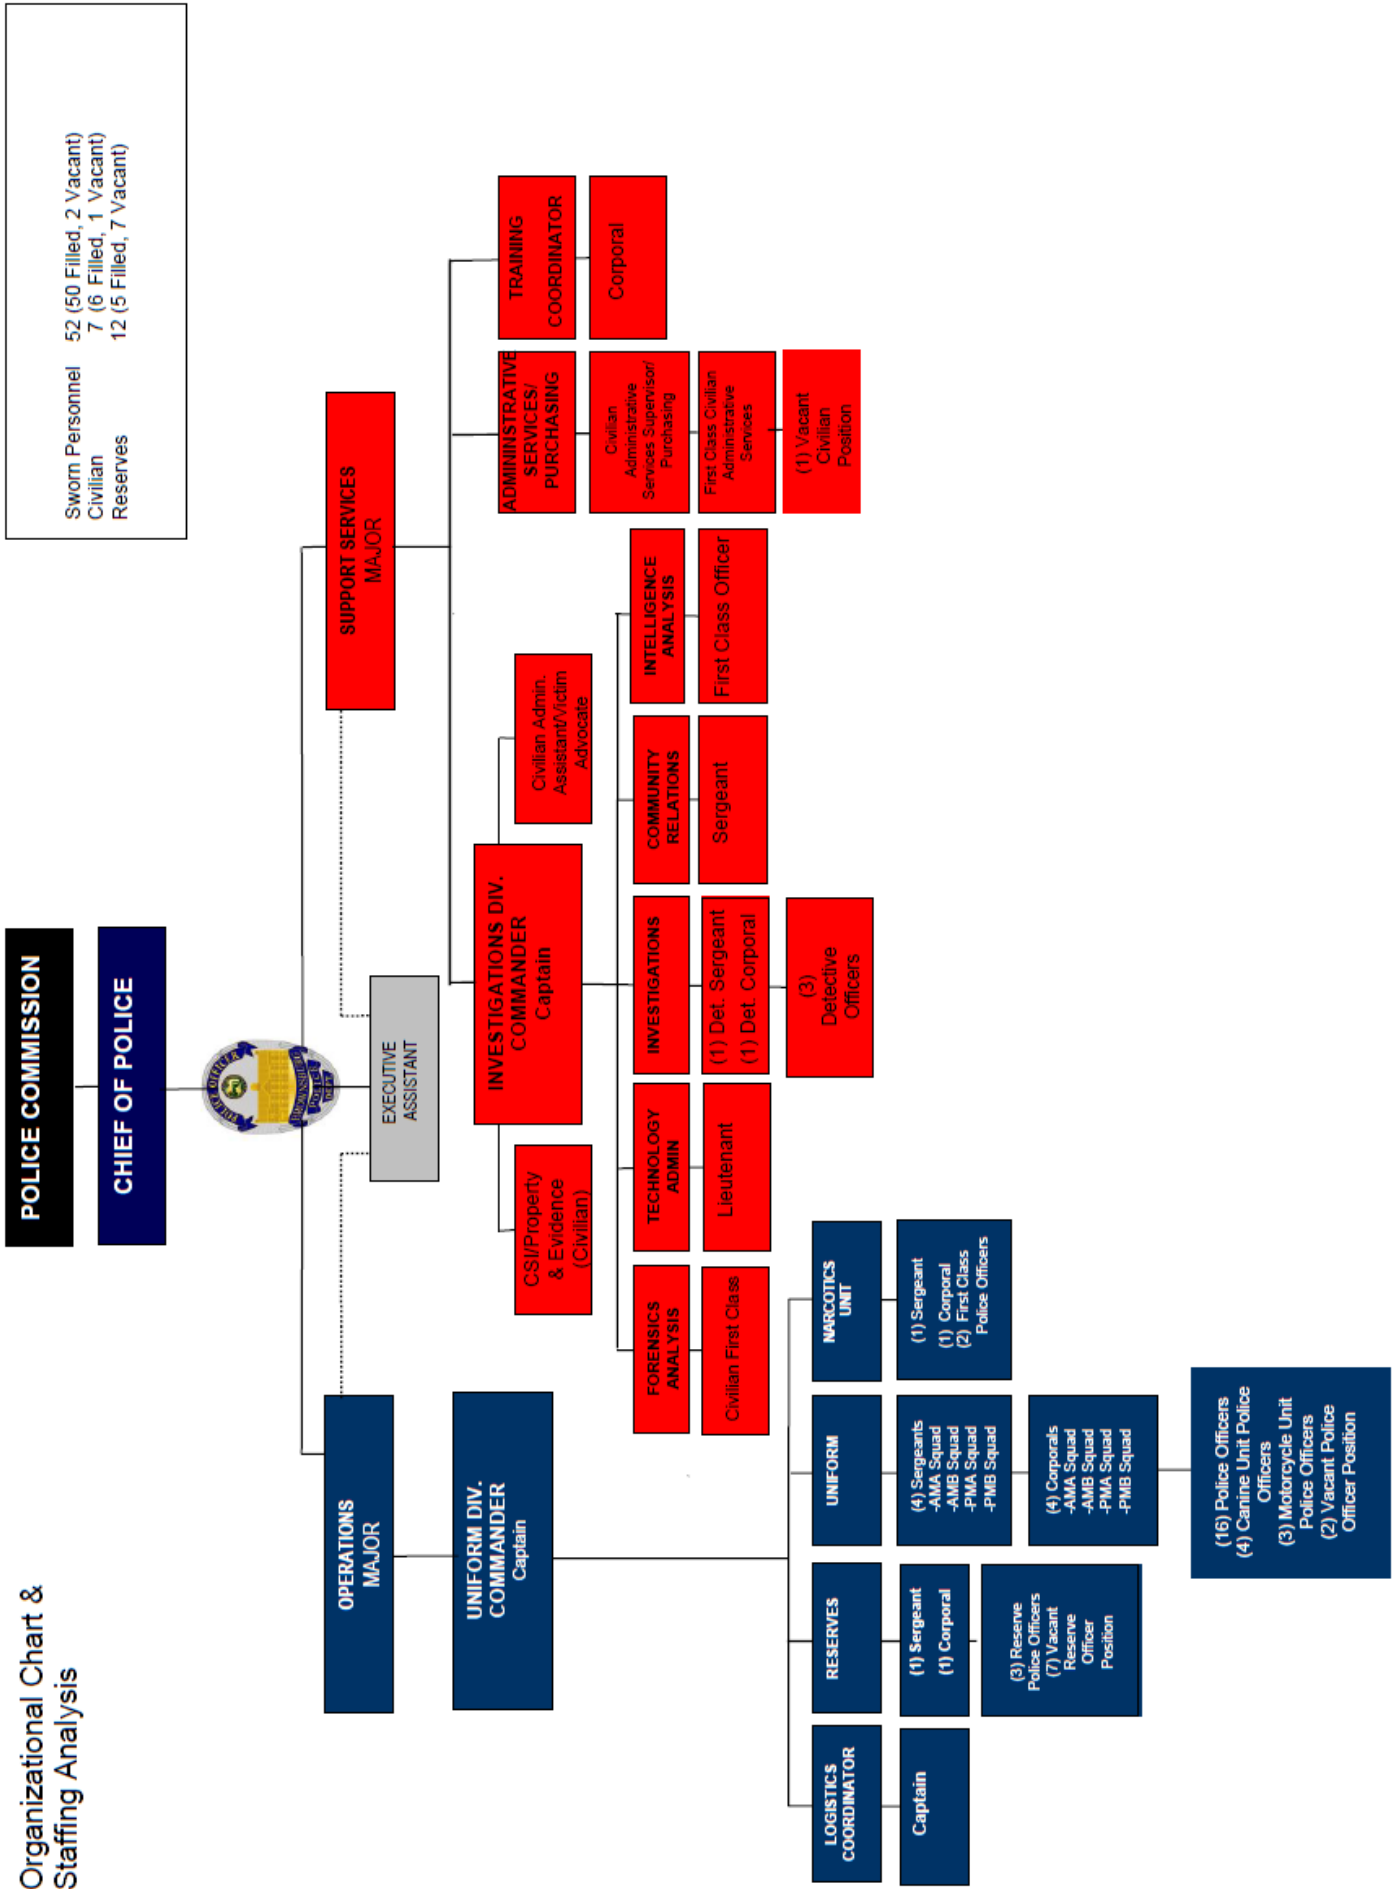 Organizational Chart &
Staffing Analysis
POLICE COMMISSION
CHIEF OF POLICE
Sworn Personnel 52 (50 Filled, 2 Vacant)
Civilian 7 (6 Filled, 1 Vacant)
Reserves 12 (5 Filled, 7 Vacant)
POLICE OFFICER
BROWNSBURG
POLICE
DEPT
EXECUTIVE
ASSISTANT
OPERATIONS
MAJOR
SUPPORT SERVICES
MAJOR
UNIFORM DIV.
COMMANDER
Captain
CSI/Property
& Evidence
(Civilian)
INVESTIGATIONS DIV.
COMMANDER
Captain
Civilian Admin.
Assistant/Victim
Advocate
ADMININSTRATIVE
SERVICES/
PURCHASING
Civilian
Administrative
Services Supervisor/
Purchasing
First Class Civilian
Administrative
Services
(1) Vacant
Civilian
Position
TRAINING
COORDINATOR
Corporal
FORENSICS
ANALYSIS
Civilian First Class
TECHNOLOGY
ADMIN
Lieutenant
INVESTIGATIONS
(1) Det. Sergeant
(1) Det. Corporal
(3)
Detective
Officers
COMMUNITY
RELATIONS
Sergeant
INTELLIGENCE
ANALYSIS
First Class Officer
LOGISTICS
COORDINATOR
Captain
RESERVES
(1) Sergeant
(1) Corporal
(3) Reserve
Police Officers
(7) Vacant
Reserve
Officer
Position
UNIFORM
(4) Sergeants
-AMA Squad
-AMB Squad
-PMA Squad
-PMB Squad
(4) Corporals
-AMA Squad
-AMB Squad
-PMA Squad
-PMB Squad
(16) Police Officers
(4) Canine Unit Police
Officers
(3) Motorcycle Unit
Police Officers
(2) Vacant Police
Officer Position
NARCOTICS
UNIT
(1) Sergeant
(1) Corporal
(2) First Class
Police Officers